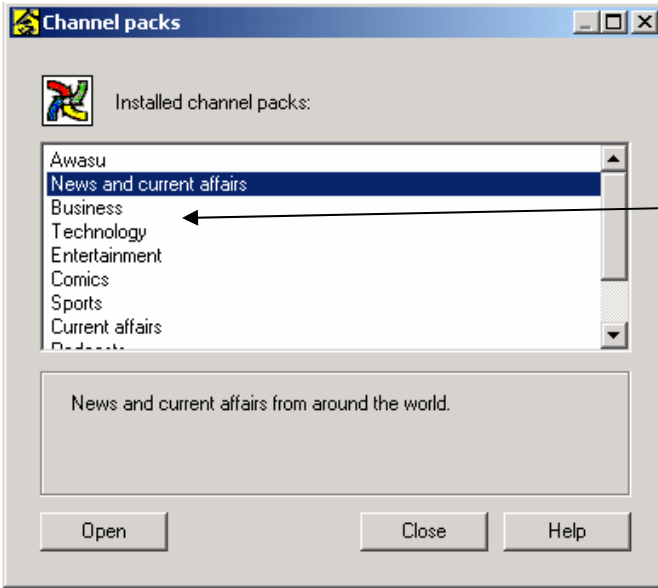 Channel packs
Installed channel packs:
Awasu
News and current affairs
Business
Technology
Entertainment
Comics
Sports
Current affairs
News and current affairs from around the world.
Open Close Help